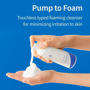 Pump to Foam
Touchless typed foaming cleanser
for minimizing irritation to skin